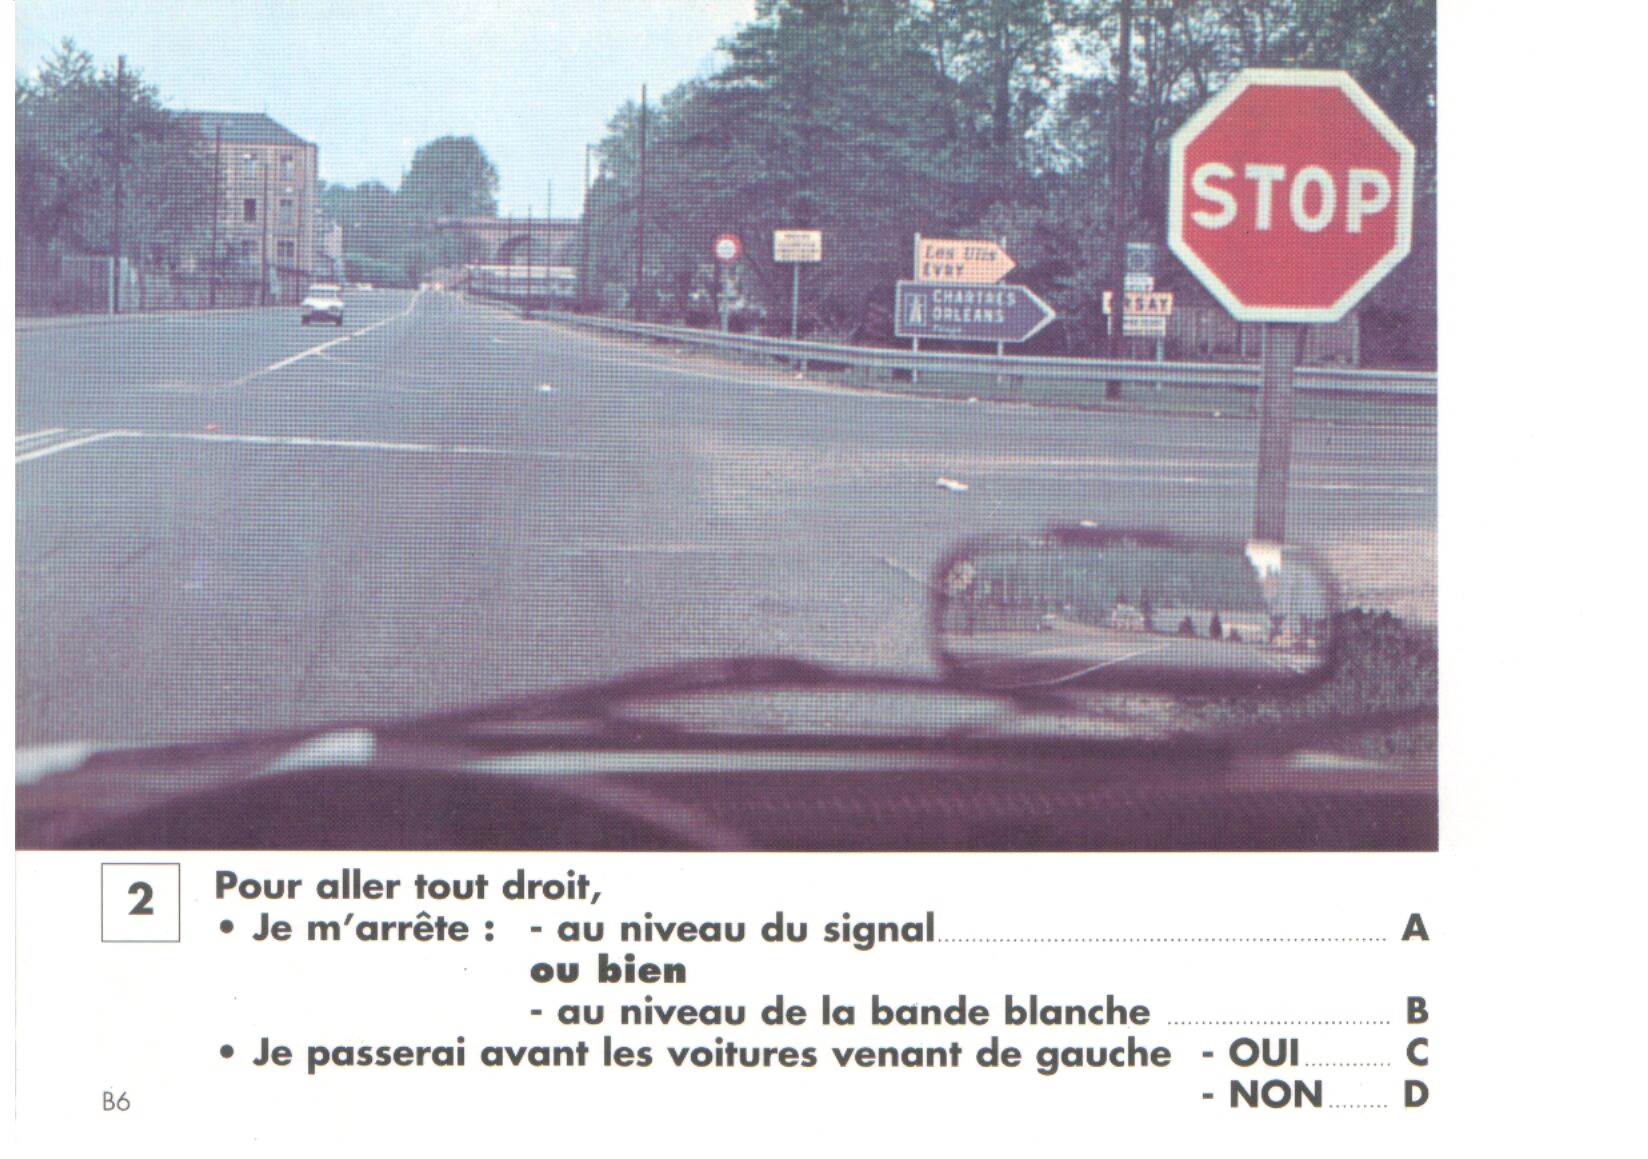 STOP
Les Ulis
EVRY
CHARTRES
ORLEANS
2
Pour aller tout droit,
• Je m'arrête : - au niveau du signal........ A
ou bien
- au niveau de la bande blanche ........ B
• Je passerai avant les voitures venant de gauche - OUI........ C
- NON........ D
B6